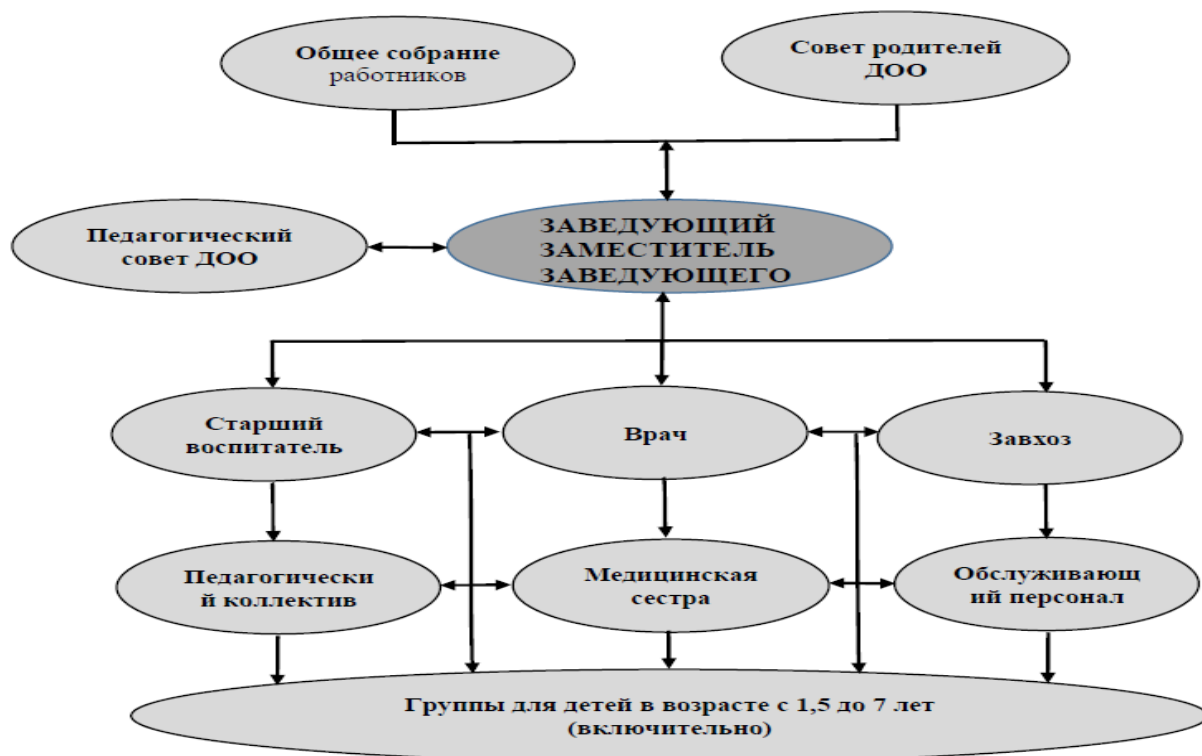 Общее собрание
работников
Совет родителей
ДОО
Педагогический
совет ДОО
ЗАВЕДУЮЩИЙ
ЗАМЕСТИТЕЛЬ
ЗАВЕДУЮЩЕГО
Старший
воспитатель
Врач
Завхоз
Педагогически
й коллектив
Медицинская
сестра
Обслуживающ
ий персонал
Группы для детей в возрасте с 1,5 до 7 лет
(включительно)